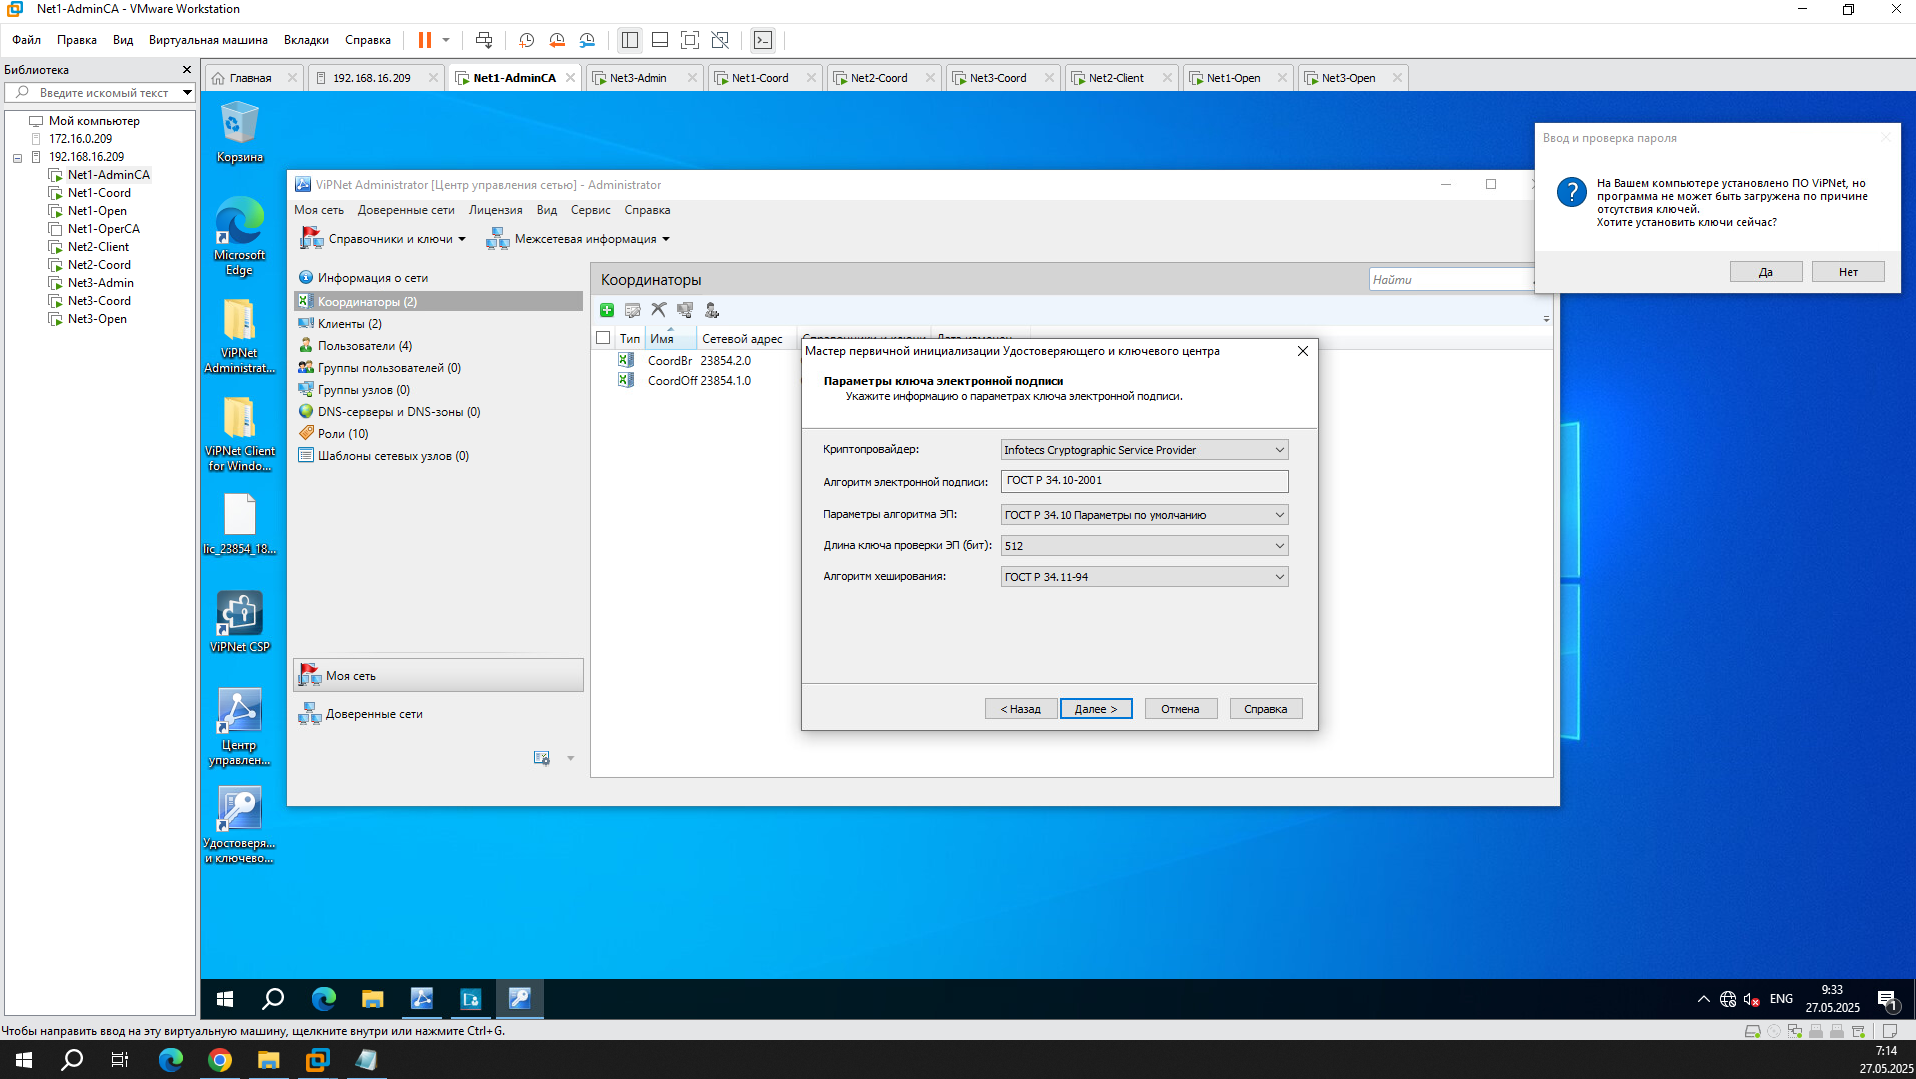 Net1-AdminCA - VMware Workstation
Файл Правка Вид Виртуальная машина Вкладки Справка
Библиотека
Введите искомый текст
Мой компьютер
172.16.0.209
192.168.16.209
Net1-AdminCA
Net1-Coord
Net1-Open
Net1-OperCA
Net2-Client
Net2-Coord
Net3-Admin
Net3-Coord
Net3-Open
Главная 192.168.16.209 Net1-AdminCA Net3-Admin Net1-Coord Net2-Coord Net3-Coord Net2-Client Net1-Open Net3-Open
Корзина
Microsoft
Edge
ViPNet
Administrat...
ViPNet Client
for Windo...
lic_23854_18...
ViPNet CSP
Центр
управлен...
Удостоверя...
и ключево...
ViPNet Administrator [Центр управления сетью] - Administrator
Моя сеть Доверенные сети Лицензия Вид Сервис Справка
Справочники и ключи Межсетевая информация
Информация о сети
Координаторы (2)
Клиенты (2)
Пользователи (4)
Группы пользователей (0)
Группы узлов (0)
DNS-серверы и DNS-зоны (0)
Роли (10)
Шаблоны сетевых узлов (0)
Моя сеть
Доверенные сети
Координаторы
Найти
Тип Имя Сетевой адрес
CoordBr 23854.2.0
CoordOff 23854.1.0
Мастер первичной инициализации Удостоверяющего и ключевого центра
Параметры ключа электронной подписи
Укажите информацию о параметрах ключа электронной подписи.
Криптопровайдер: Infotecs Cryptographic Service Provider
Алгоритм электронной подписи: ГОСТ Р 34.10-2001
Параметры алгоритма ЭП: ГОСТ Р 34.10 Параметры по умолчанию
Длина ключа проверки ЭП (бит): 512
Алгоритм хеширования: ГОСТ Р 34.11-94
< Назад Далее > Отмена Справка
Ввод и проверка пароля
На Вашем компьютере установлено ПО ViPNet, но
программа не может быть загружена по причине
отсутствия ключей.
Хотите установить ключи сейчас?
Да Нет
ENG
9:33
27.05.2025
1
Чтобы направить ввод на эту виртуальную машину, щелкните внутри или нажмите Ctrl+G.
7:14
27.05.2025